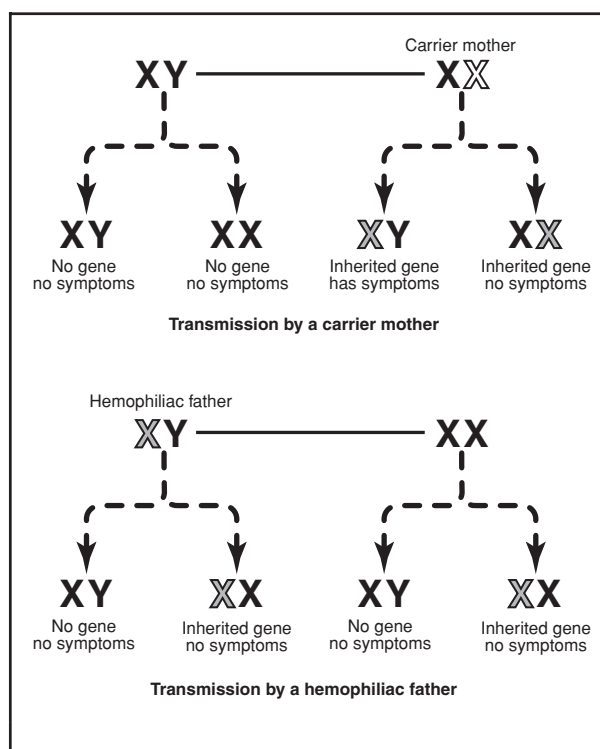 Carrier mother
XY XX
XY XX XY XX
No gene No gene Inherited gene Inherited gene
no symptoms no symptoms has symptoms no symptoms
Transmission by a carrier mother
Hemophiliac father
XY XX
XY XX XY XX
No gene Inherited gene No gene Inherited gene
no symptoms no symptoms no symptoms no symptoms
Transmission by a hemophiliac father